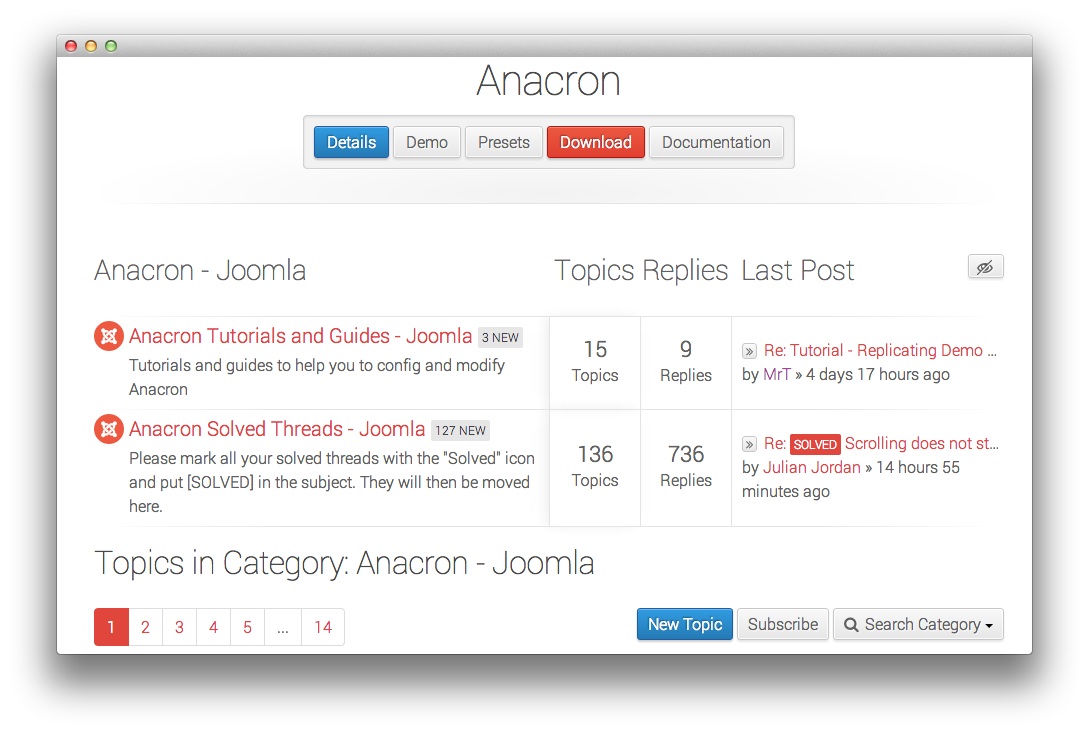 Anacron
Details Demo Presets Download Documentation
Anacron - Joomla Topics Replies Last Post
Anacron Tutorials and Guides - Joomla 3 NEW
Tutorials and guides to help you to config and modify
Anacron
15
Topics
9
Replies
Re: Tutorial - Replicating Demo ...
by MrT » 4 days 17 hours ago
Anacron Solved Threads - Joomla 127 NEW
Please mark all your solved threads with the "Solved" icon
and put [SOLVED] in the subject. They will then be moved
here.
136
Topics
736
Replies
Re: SOLVED Scrolling does not st...
by Julian Jordan » 14 hours 55
minutes ago
Topics in Category: Anacron - Joomla
1 2 3 4 5 ... 14
New Topic Subscribe Search Category